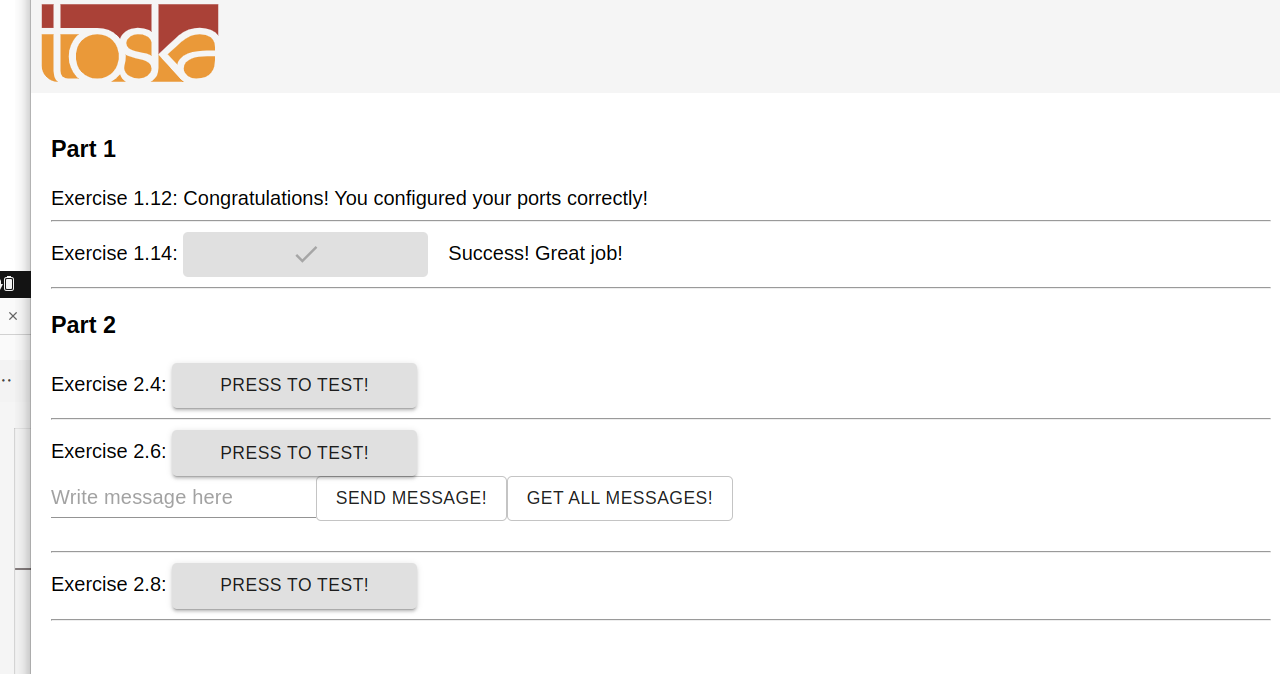 toska
Part 1
Exercise 1.12: Congratulations! You configured your ports correctly!
Exercise 1.14: Success! Great job!
Part 2
Exercise 2.4: PRESS TO TEST!
Exercise 2.6: PRESS TO TEST!
Write message here SEND MESSAGE! GET ALL MESSAGES!
Exercise 2.8: PRESS TO TEST!